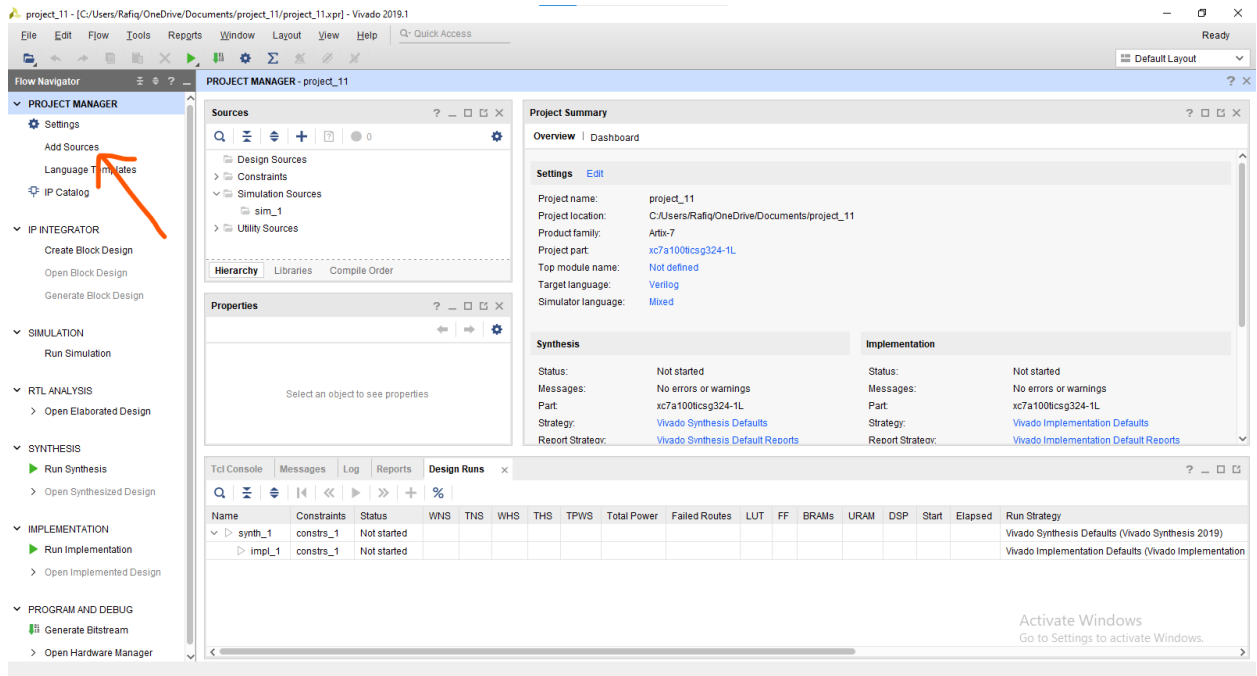 project_11 - [C:/Users/Rafiq/OneDrive/Documents/project_11/project_11.xpr] - Vivado 2019.1
File Edit Flow Tools Reports Window Layout View Help Quick Access Ready
Default Layout
Flow Navigator
PROJECT MANAGER
Settings
Add Sources
Language Templates
IP Catalog
IP INTEGRATOR
Create Block Design
Open Block Design
Generate Block Design
SIMULATION
Run Simulation
RTL ANALYSIS
Open Elaborated Design
SYNTHESIS
Run Synthesis
Open Synthesized Design
IMPLEMENTATION
Run Implementation
Open Implemented Design
PROGRAM AND DEBUG
Generate Bitstream
Open Hardware Manager
PROJECT MANAGER - project_11
Sources
0
Design Sources
Constraints
Simulation Sources
sim_1
Utility Sources
Hierarchy Libraries Compile Order
Properties
Select an object to see properties
Project Summary
Overview | Dashboard
Settings Edit
Project name: project_11
Project location: C:/Users/Rafiq/OneDrive/Documents/project_11
Product family: Artix-7
Project part: xc7a100ticsg324-1L
Top module name: Not defined
Target language: Verilog
Simulator language: Mixed
Synthesis
Status: Not started
Messages: No errors or warnings
Part: xc7a100ticsg324-1L
Strategy: Vivado Synthesis Defaults
Report Strategy: Vivado Synthesis Default Reports
Implementation
Status: Not started
Messages: No errors or warnings
Part: xc7a100ticsg324-1L
Strategy: Vivado Implementation Defaults
Report Strategy: Vivado Implementation Default Reports
Tcl Console Messages Log Reports Design Runs
Name Constraints Status WNS TNS WHS THS TPWS Total Power Failed Routes LUT FF BRAMs URAM DSP Start Elapsed Run Strategy
synth_1 constrs_1 Not started Vivado Synthesis Defaults (Vivado Synthesis 2019)
impl_1 constrs_1 Not started Vivado Implementation Defaults (Vivado Implementation
Activate Windows
Go to Settings to activate Windows.